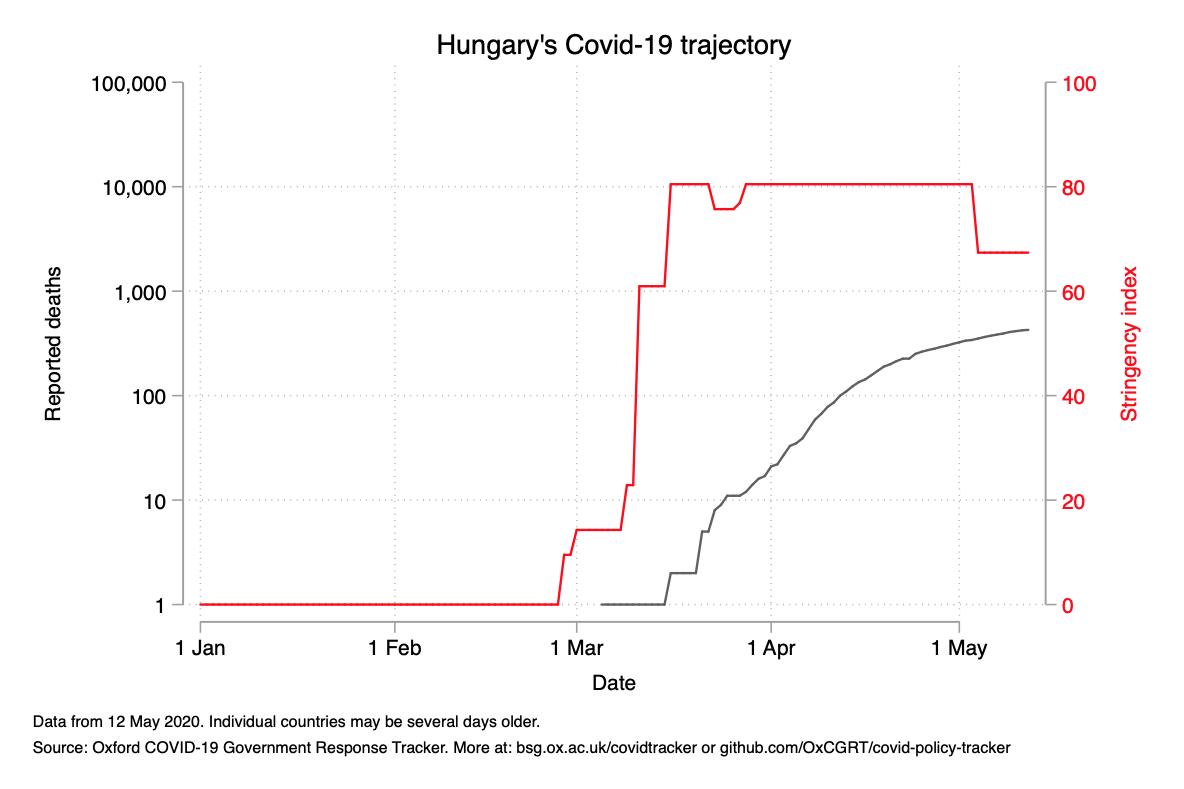 Hungary's Covid-19 trajectory
100,000
10,000
1,000
100
10
1
Reported deaths
100
80
60
40
20
0
Stringency index
1 Jan
1 Feb
1 Mar
1 Apr
1 May
Date
Data from 12 May 2020. Individual countries may be several days older.
Source: Oxford COVID-19 Government Response Tracker. More at: bsg.ox.ac.uk/covidtracker or github.com/OxCGRT/covid-policy-tracker